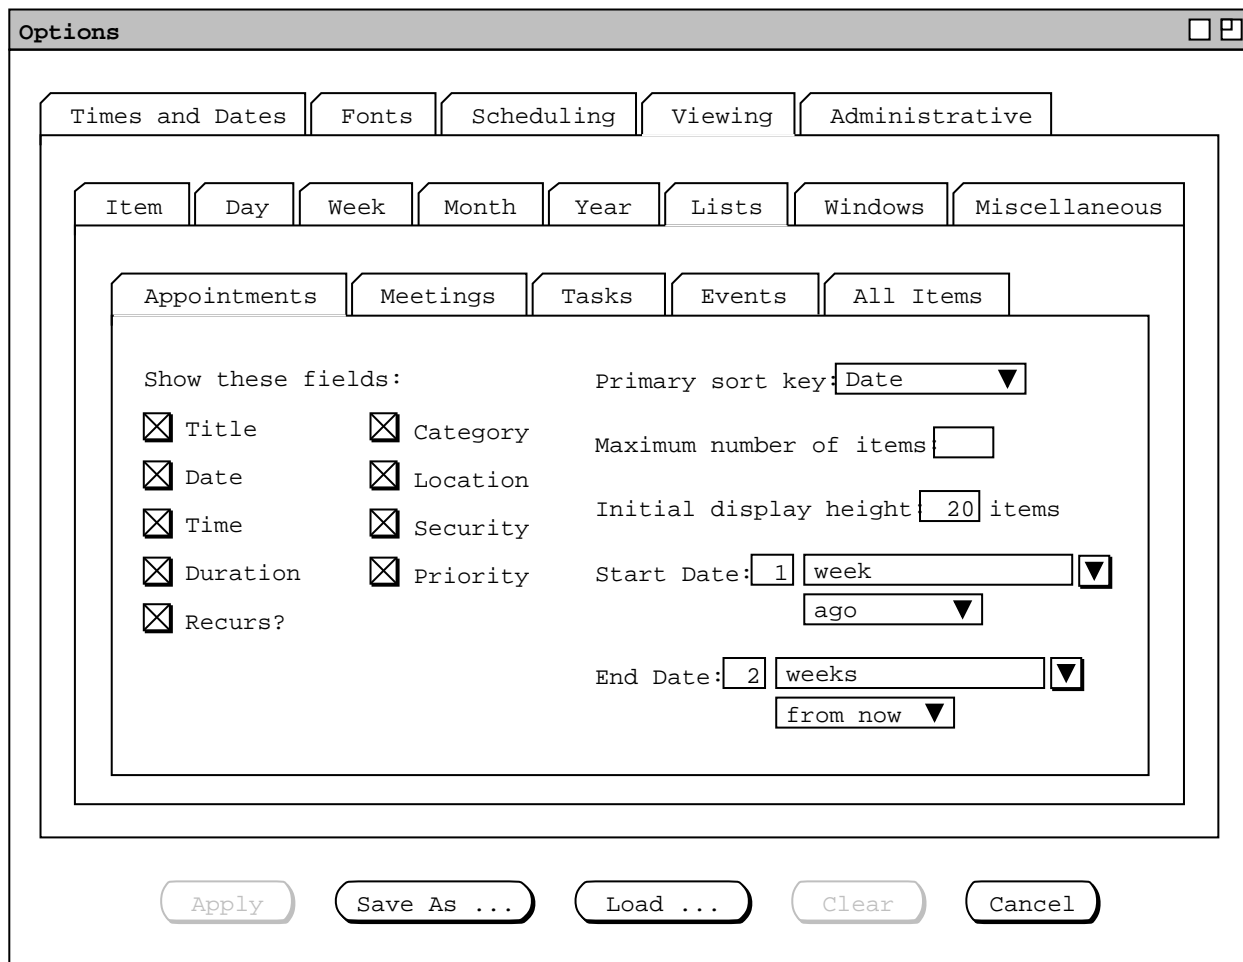 Options
Times and Dates Fonts Scheduling Viewing Administrative
Item Day Week Month Year Lists Windows Miscellaneous
Appointments Meetings Tasks Events All Items
Show these fields:
Title
Date
Time
Duration
Recurs?
Category
Location
Security
Priority
Primary sort key: Date
Maximum number of items:
Initial display height: 20 items
Start Date: 1 week
ago
End Date: 2 weeks
from now
Apply Save As ... Load ... Clear Cancel